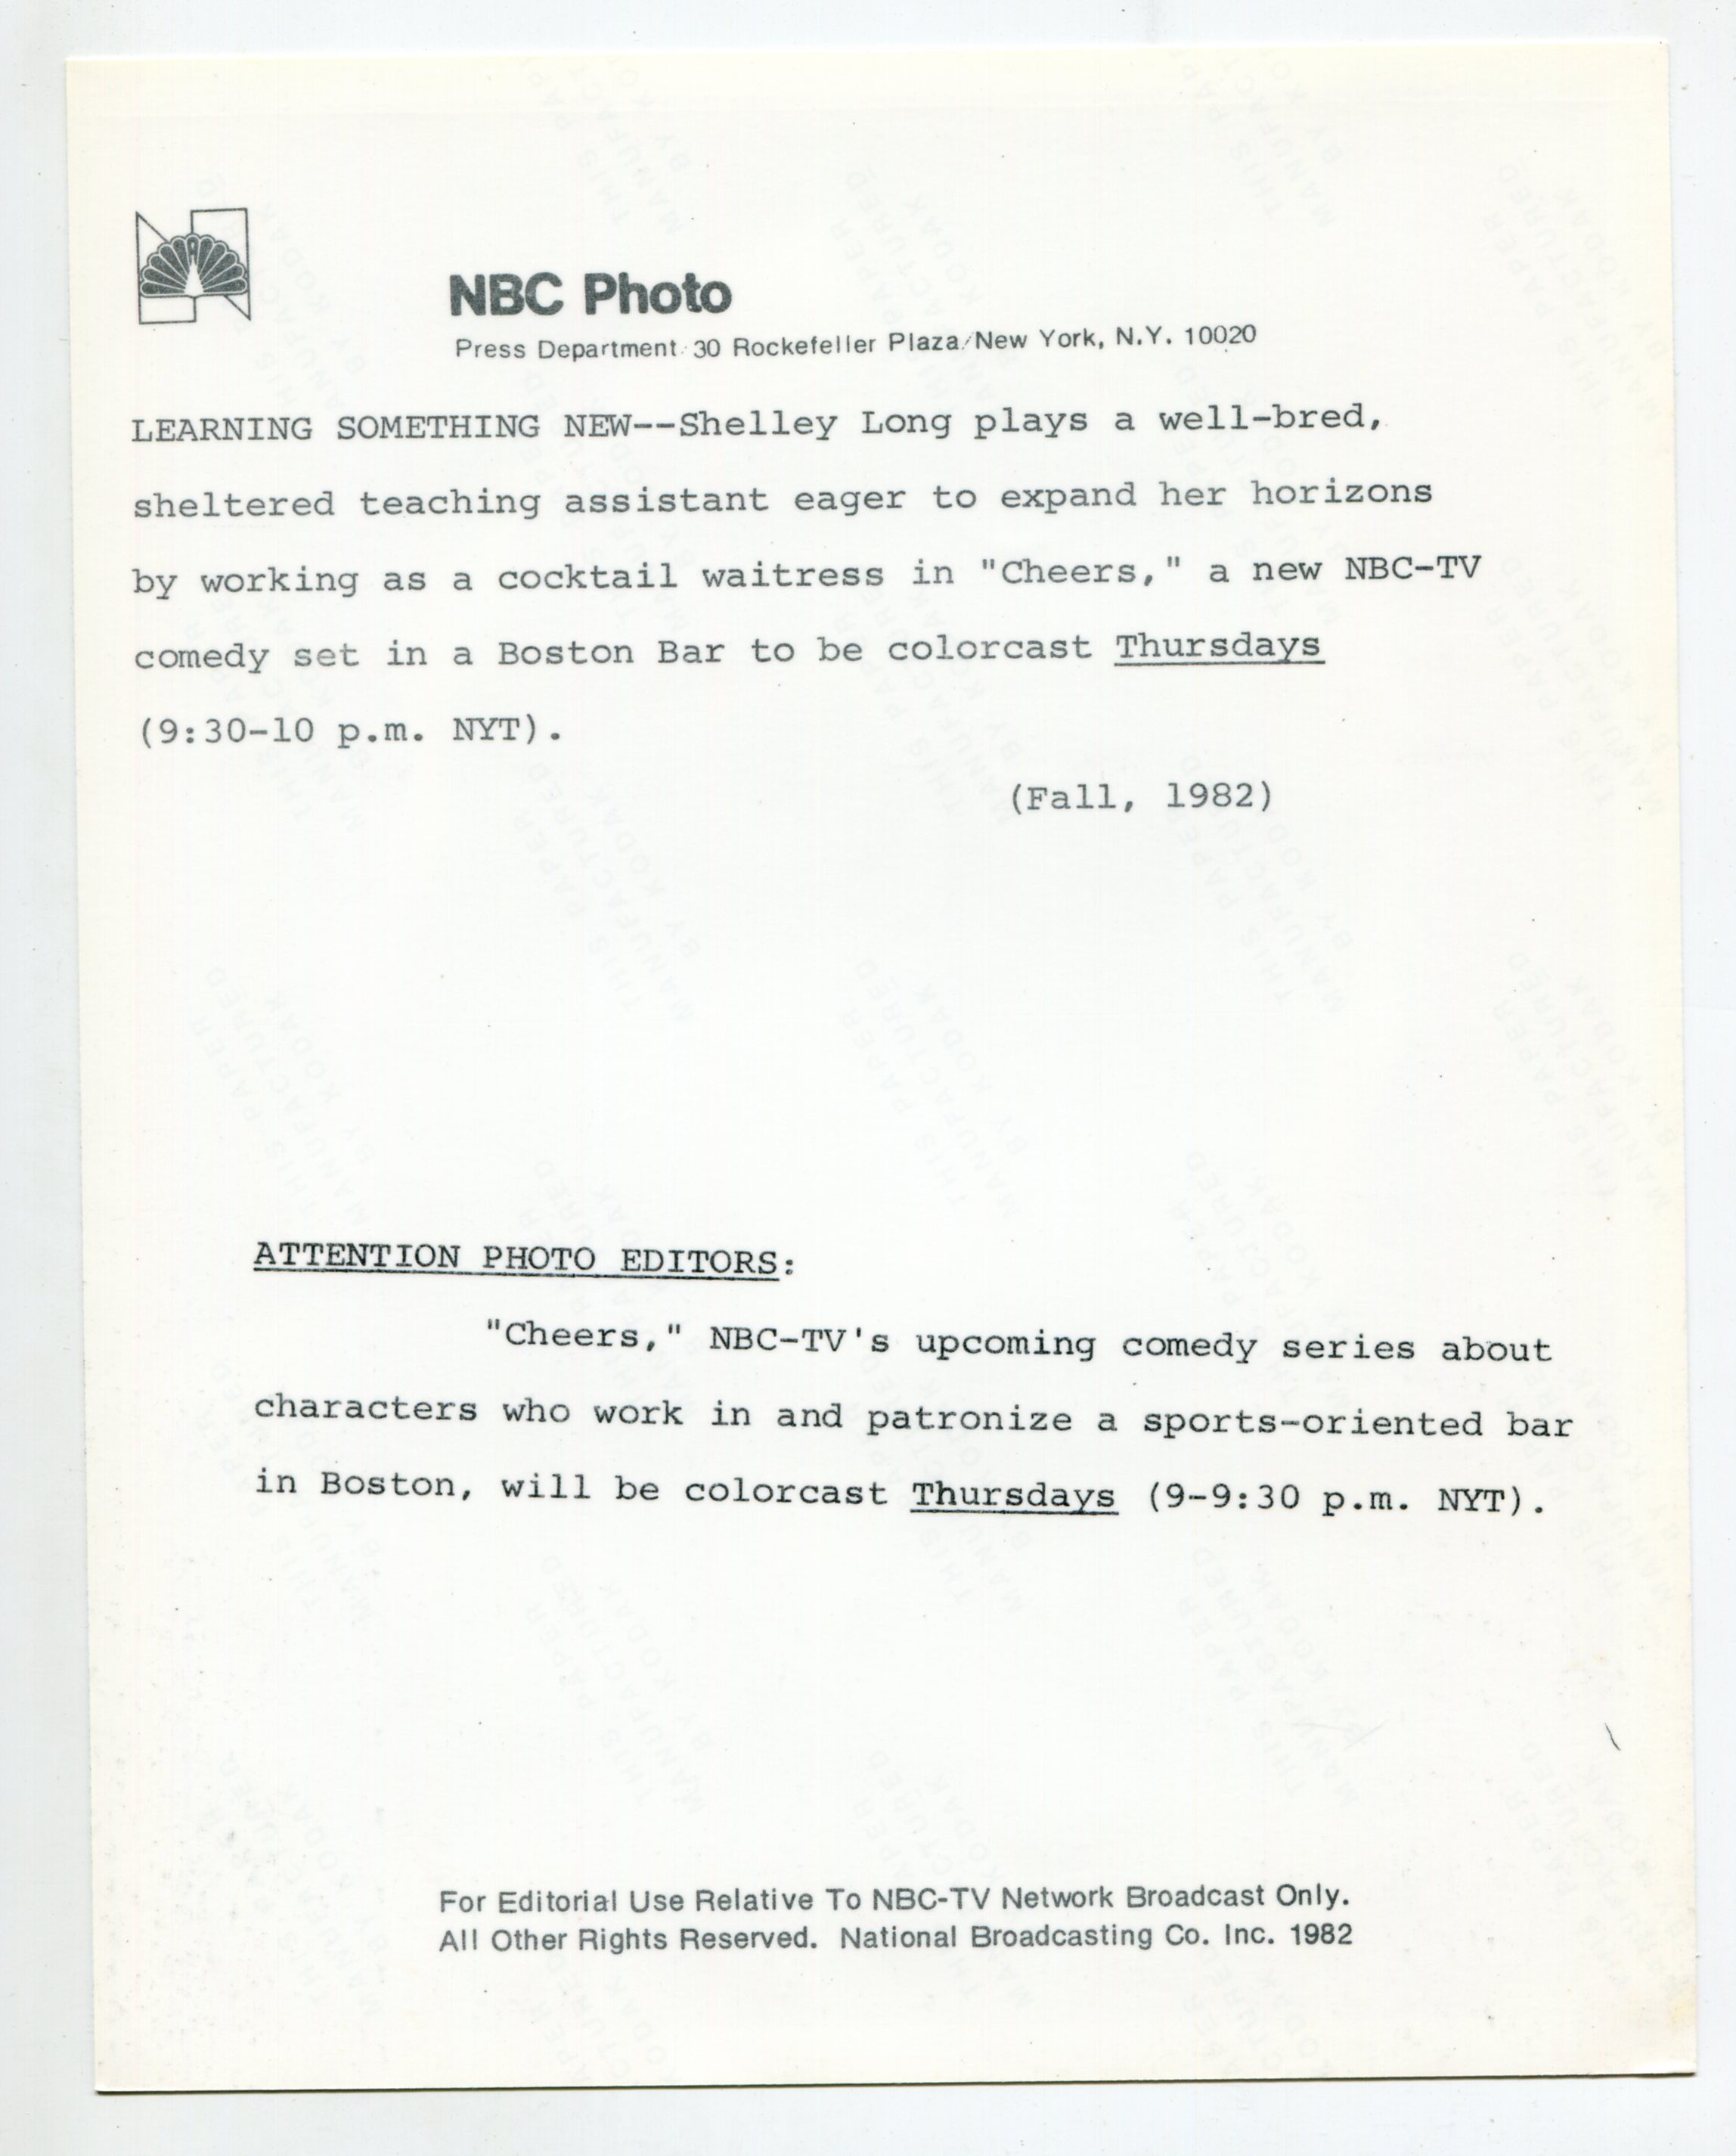 NBC Photo
Press Department 30 Rockefeller Plaza/New York, N.Y. 10020
LEARNING SOMETHING NEW--Shelley Long plays a well-bred,
sheltered teaching assistant eager to expand her horizons
by working as a cocktail waitress in "Cheers," a new NBC-TV
comedy set in a Boston Bar to be colorcast Thursdays
(9:30-10 p.m. NYT).
(Fall, 1982)
ATTENTION PHOTO EDITORS:
"Cheers," NBC-TV's upcoming comedy series about
characters who work in and patronize a sports-oriented bar
in Boston, will be colorcast Thursdays (9-9:30 p.m. NYT).
For Editorial Use Relative To NBC-TV Network Broadcast Only.
All Other Rights Reserved. National Broadcasting Co. Inc. 1982
THIS PAPER
MANUFACTURED
BY KODAK